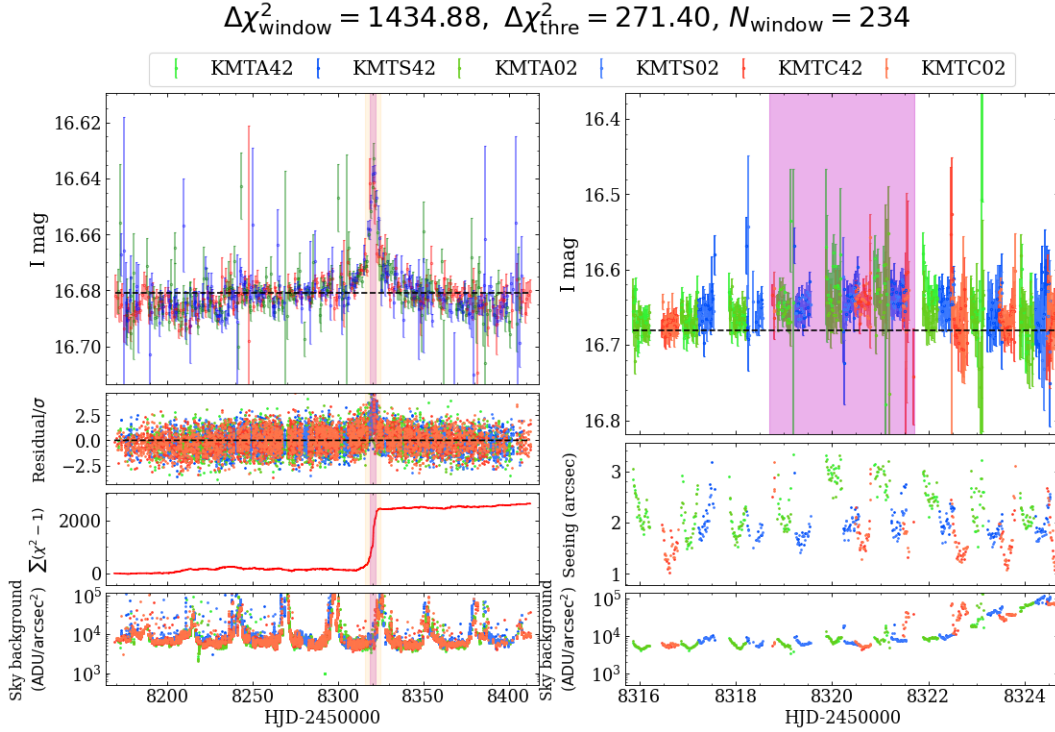 Δχ²window = 1434.88, Δχ²thre = 271.40, Nwindow = 234
KMTA42 KMTS42 KMTA02 KMTS02 KMTC42 KMTC02
I mag
16.62
16.64
16.66
16.68
16.70
Residual/σ
2.5
0.0
−2.5
∑(χ² − 1)
2000
0
Sky background
(ADU/arcsec²)
10⁵
10⁴
10³
8200 8250 8300 8350 8400
HJD-2450000
I mag
16.4
16.5
16.6
16.7
16.8
Seeing (arcsec)
3
2
1
Sky background
(ADU/arcsec²)
10⁵
10⁴
10³
8316 8318 8320 8322 8324
HJD-2450000